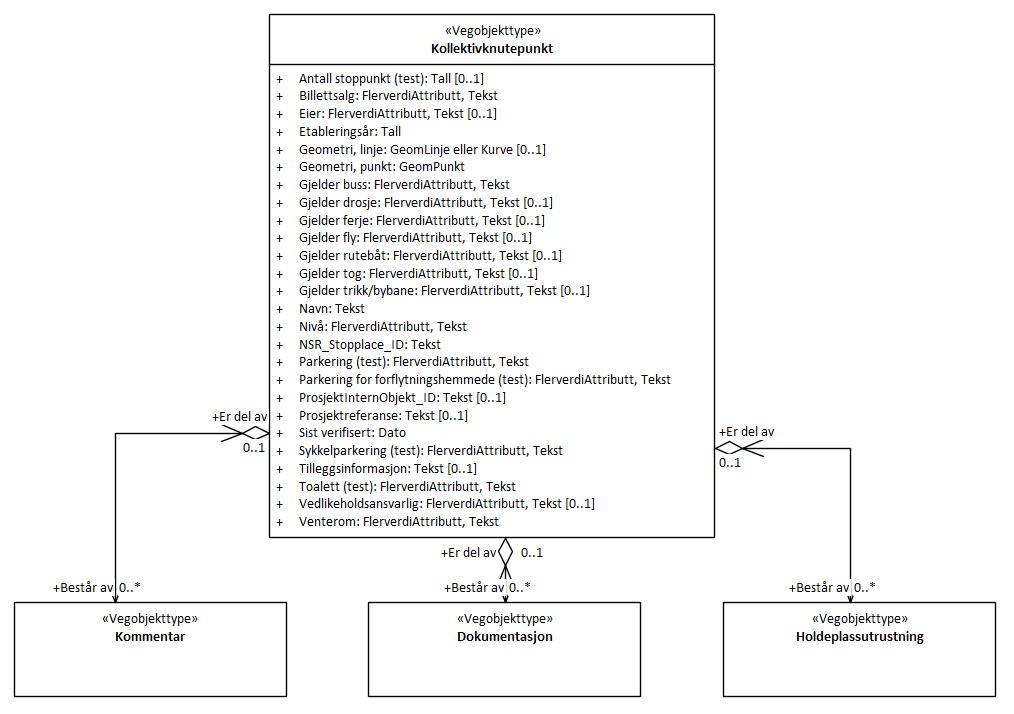 «Vegobjekttype»
Kollektivknutepunkt
+ Antall stoppunkt (test): Tall [0..1]
+ Billettsalg: FlerverdiAttributt, Tekst
+ Eier: FlerverdiAttributt, Tekst [0..1]
+ Etableringsår: Tall
+ Geometri, linje: GeomLinje eller Kurve [0..1]
+ Geometri, punkt: GeomPunkt
+ Gjelder buss: FlerverdiAttributt, Tekst
+ Gjelder drosje: FlerverdiAttributt, Tekst [0..1]
+ Gjelder ferje: FlerverdiAttributt, Tekst [0..1]
+ Gjelder fly: FlerverdiAttributt, Tekst [0..1]
+ Gjelder rutebåt: FlerverdiAttributt, Tekst [0..1]
+ Gjelder tog: FlerverdiAttributt, Tekst [0..1]
+ Gjelder trikk/bybane: FlerverdiAttributt, Tekst [0..1]
+ Navn: Tekst
+ Nivå: FlerverdiAttributt, Tekst
+ NSR_Stopplace_ID: Tekst
+ Parkering (test): FlerverdiAttributt, Tekst
+ Parkering for forflytningshemmede (test): FlerverdiAttributt, Tekst
+ ProsjektInternObjekt_ID: Tekst [0..1]
+ Prosjektreferanse: Tekst [0..1]
+ Sist verifisert: Dato
+ Sykkelparkering (test): FlerverdiAttributt, Tekst
+ Tilleggsinformasjon: Tekst [0..1]
+ Toalett (test): FlerverdiAttributt, Tekst
+ Vedlikeholdsansvarlig: FlerverdiAttributt, Tekst [0..1]
+ Venterom: FlerverdiAttributt, Tekst
+Er del av
0..1
+Er del av
0..1
+Er del av 0..1
+Består av 0..*
+Består av 0..*
+Består av 0..*
«Vegobjekttype»
Kommentar
«Vegobjekttype»
Dokumentasjon
«Vegobjekttype»
Holdeplassutrustning